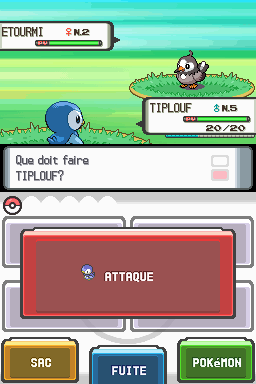 ETOURMI ♀ N.2
TIPLOUF ♂ N.5
20/20
Que doit faire
TIPLOUF?
ATTAQUE
SAC
FUITE
POKéMON